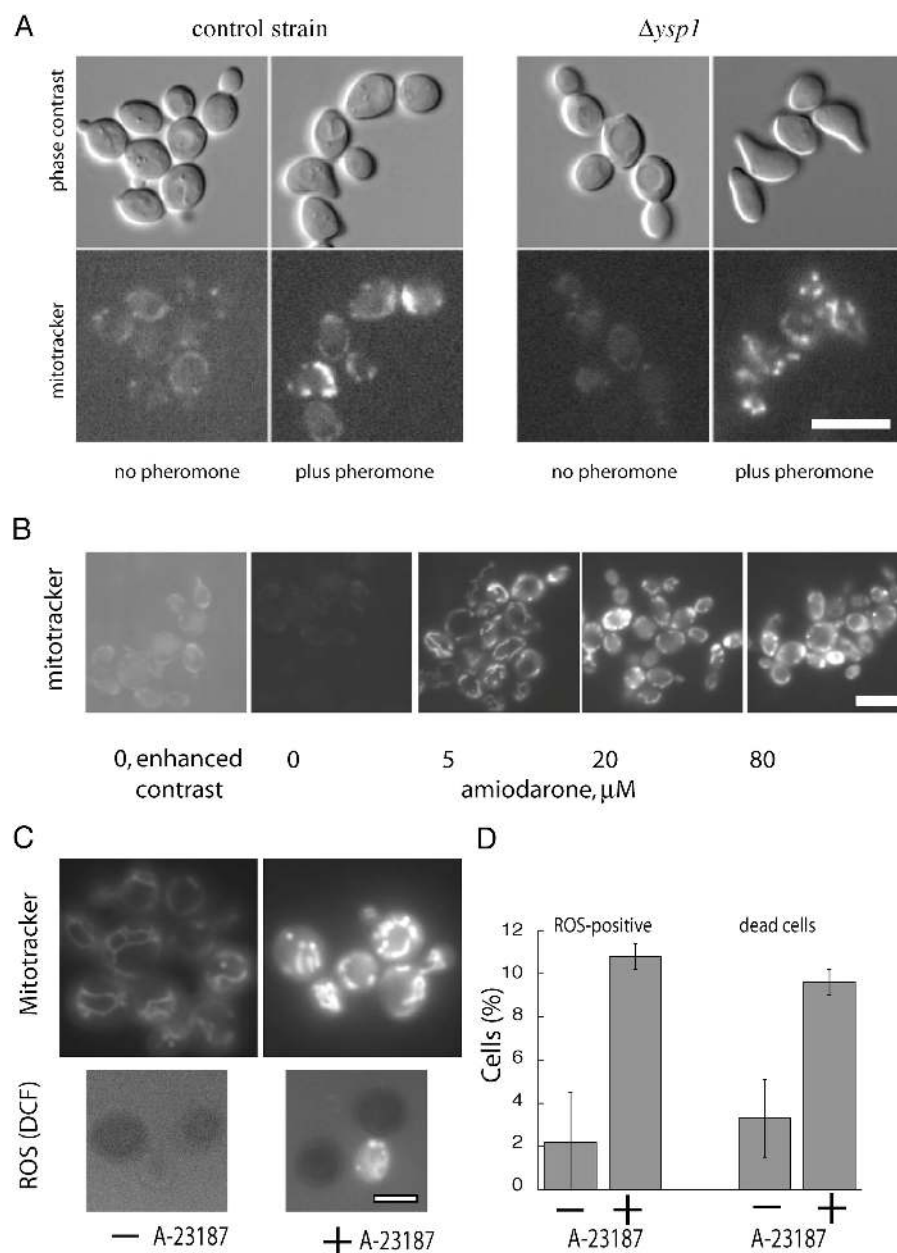 A
control strain
Δysp1
phase contrast
mitotracker
no pheromone
plus pheromone
no pheromone
plus pheromone
B
mitotracker
0, enhanced contrast
0
5
20
80
amiodarone, μM
C
Mitotracker
ROS (DCF)
— A-23187
+ A-23187
D
ROS-positive
dead cells
Cells (%)
12
10
8
6
4
2
0
— +
— +
A-23187
A-23187